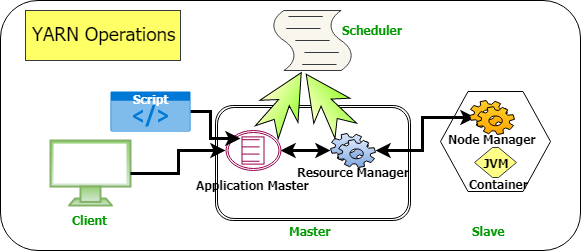 YARN Operations
Scheduler
Script
</>
Node Manager
JVM
Container
Application Master
Resource Manager
Client
Master
Slave